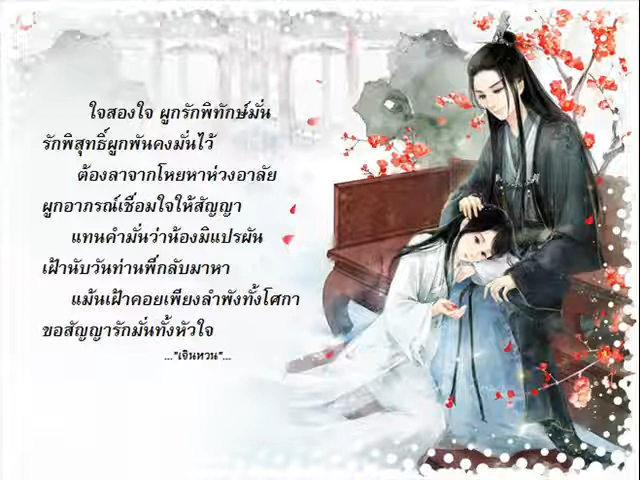 ใจสองใจ ผูกรักพิทักษ์มั่น
รักพิสุทธิ์ผูกพันคงมั่นไว้
ต้องลาจากโหยหาห่วงอาลัย
ผูกอาภรณ์เชื่อมใจให้สัญญา
แทนคำมั่นว่าน้องมิแปรผัน
เฝ้านับวันท่านพี่กลับมาหา
แม้นเฝ้าคอยเพียงลำพังทั้งโศกา
ขอสัญญารักมั่นทั้งหัวใจ
..."เจินหวน"...